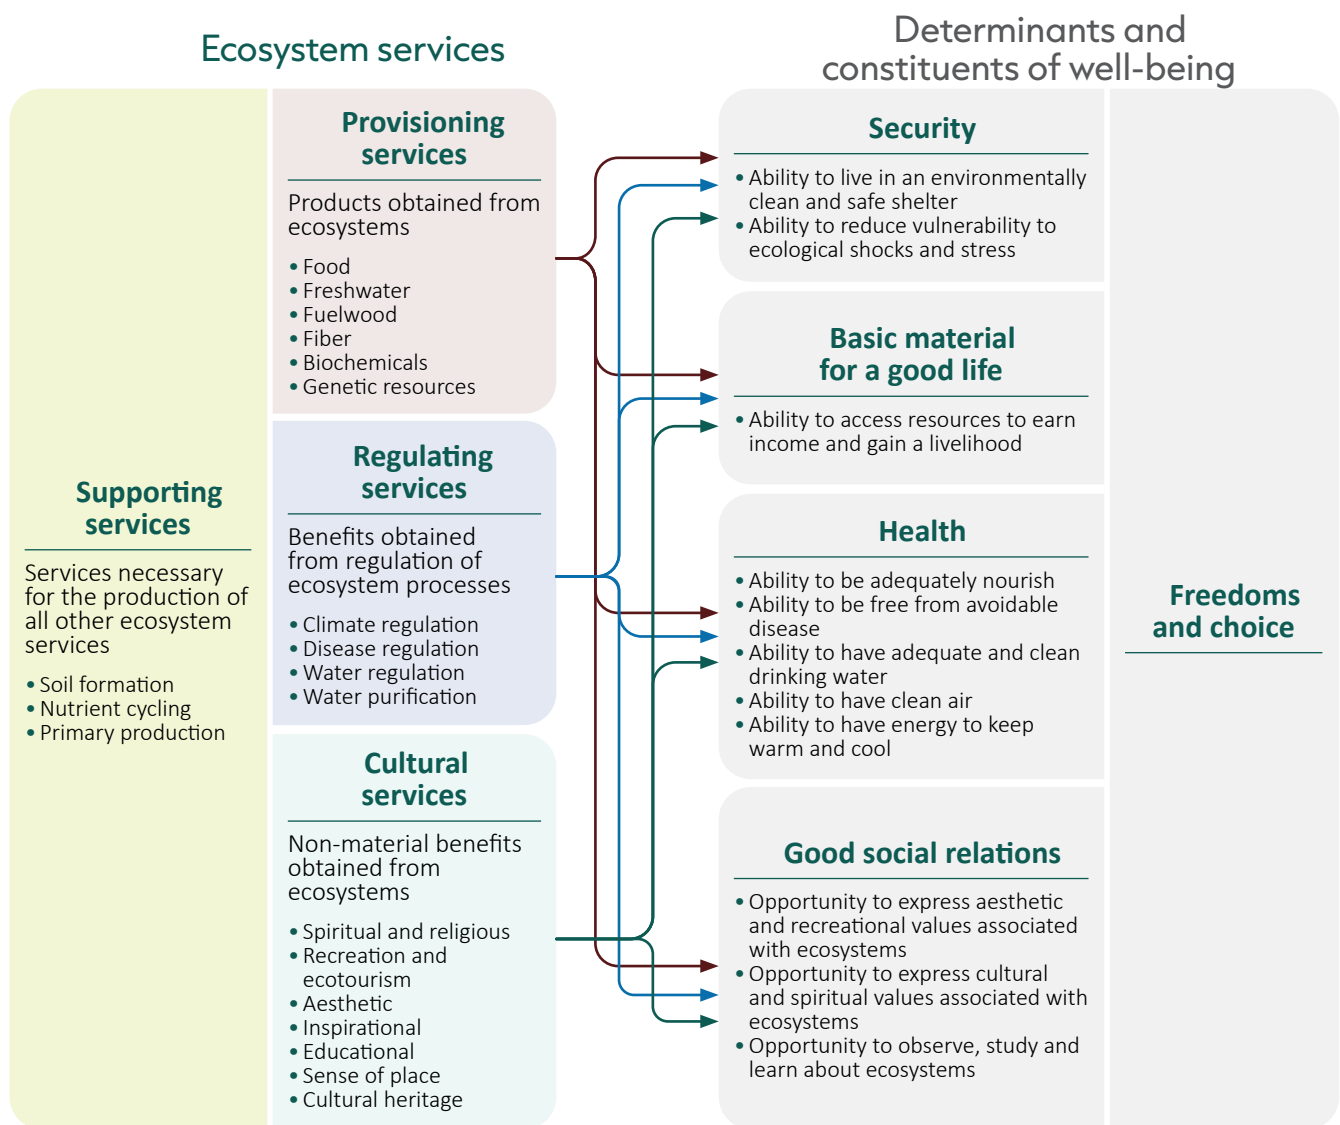 Ecosystem services
Determinants and
constituents of well-being
Supporting
services
Services necessary
for the production of
all other ecosystem
services
• Soil formation
• Nutrient cycling
• Primary production
Provisioning
services
Products obtained from
ecosystems
• Food
• Freshwater
• Fuelwood
• Fiber
• Biochemicals
• Genetic resources
Regulating
services
Benefits obtained
from regulation of
ecosystem processes
• Climate regulation
• Disease regulation
• Water regulation
• Water purification
Cultural
services
Non-material benefits
obtained from
ecosystems
• Spiritual and religious
• Recreation and
ecotourism
• Aesthetic
• Inspirational
• Educational
• Sense of place
• Cultural heritage
Security
• Ability to live in an environmentally
clean and safe shelter
• Ability to reduce vulnerability to
ecological shocks and stress
Basic material
for a good life
• Ability to access resources to earn
income and gain a livelihood
Health
• Ability to be adequately nourish
• Ability to be free from avoidable
disease
• Ability to have adequate and clean
drinking water
• Ability to have clean air
• Ability to have energy to keep
warm and cool
Good social relations
• Opportunity to express aesthetic
and recreational values associated
with ecosystems
• Opportunity to express cultural
and spiritual values associated with
ecosystems
• Opportunity to observe, study and
learn about ecosystems
Freedoms
and choice